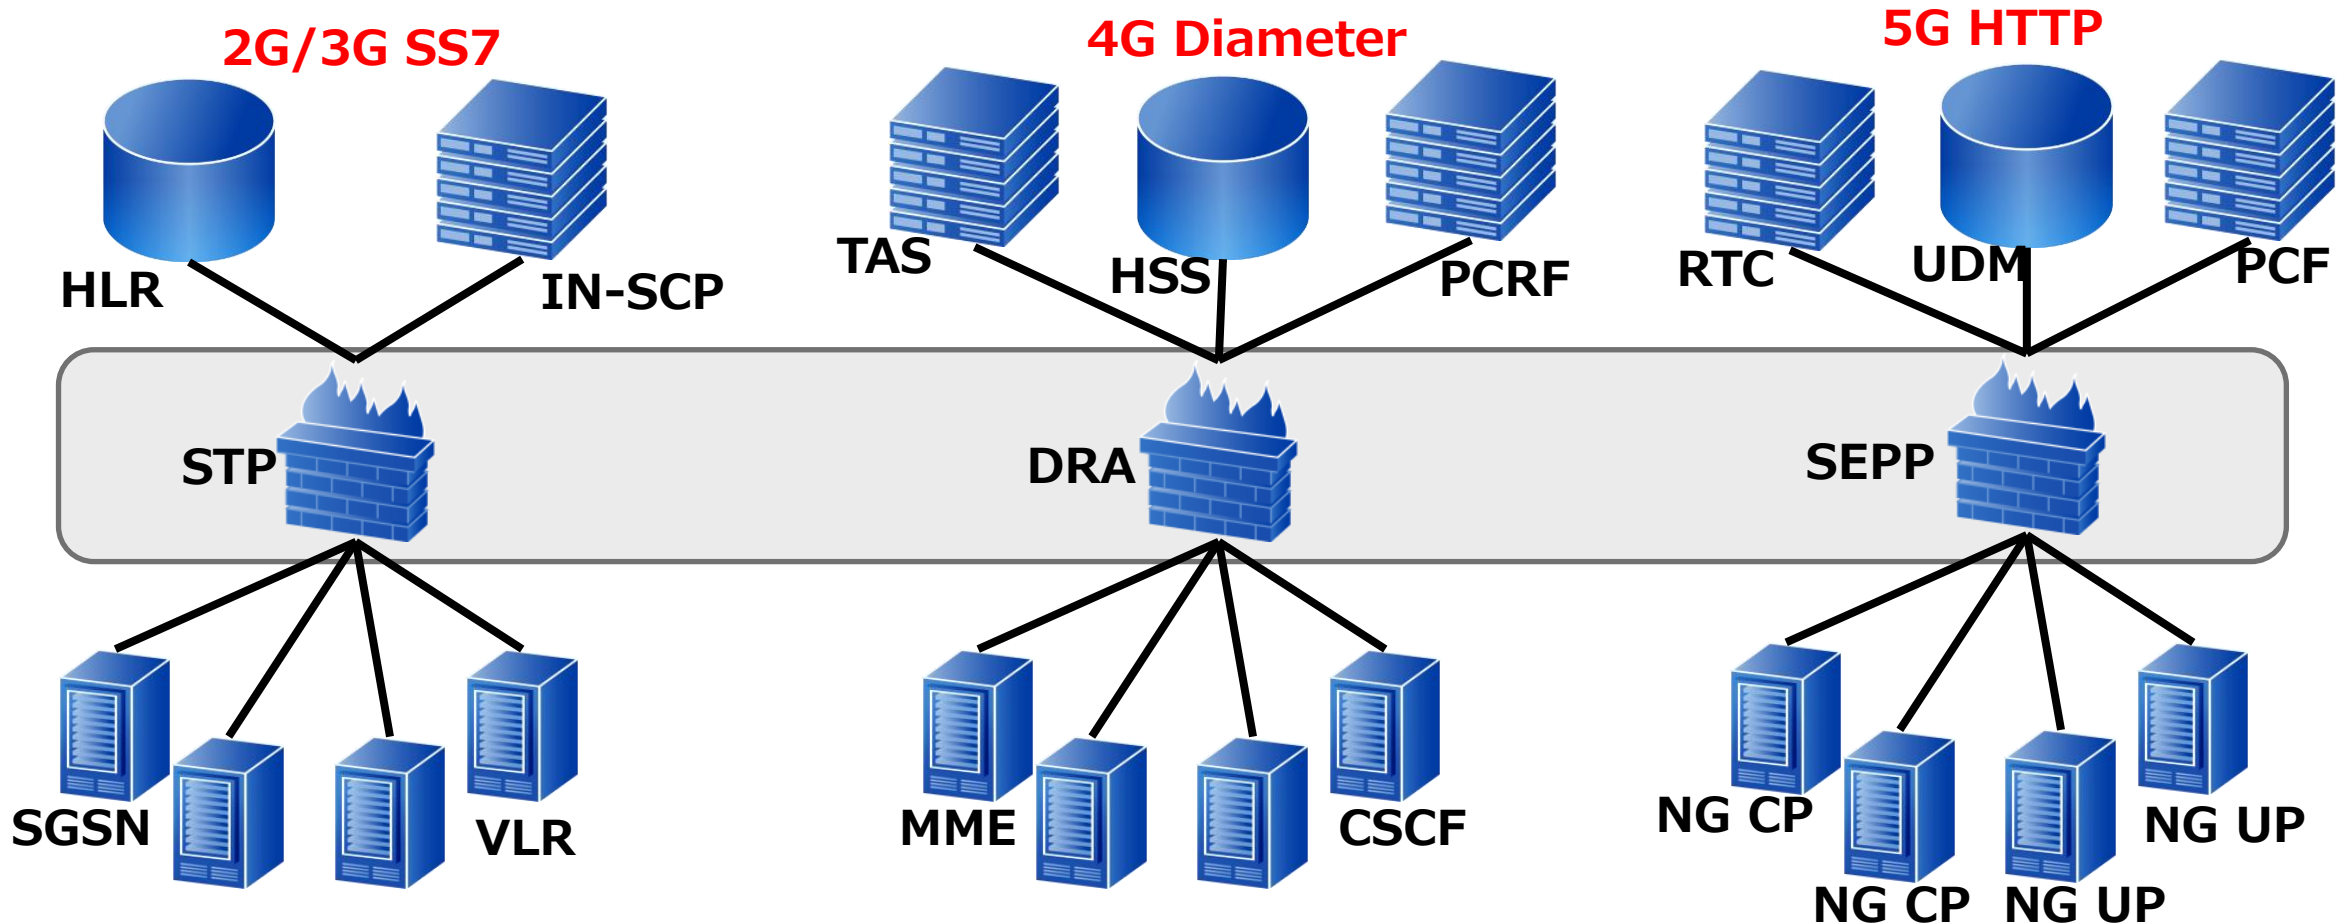 2G/3G SS7
4G Diameter
5G HTTP
HLR
IN-SCP
TAS
HSS
PCRF
RTC
UDM
PCF
STP
DRA
SEPP
SGSN
VLR
MME
CSCF
NG CP
NG UP
NG CP
NG UP